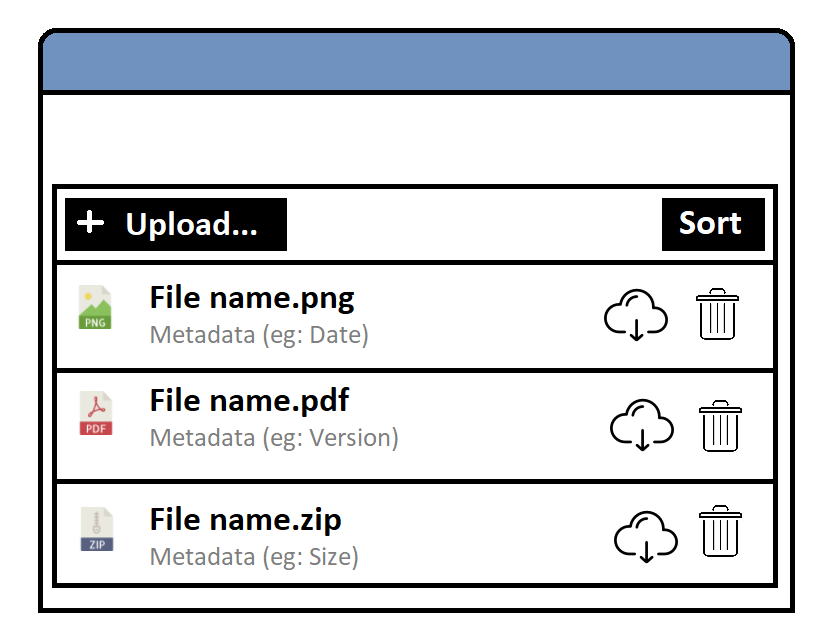 + Upload...
Sort
PNG
File name.png
Metadata (eg: Date)
PDF
File name.pdf
Metadata (eg: Version)
ZIP
File name.zip
Metadata (eg: Size)